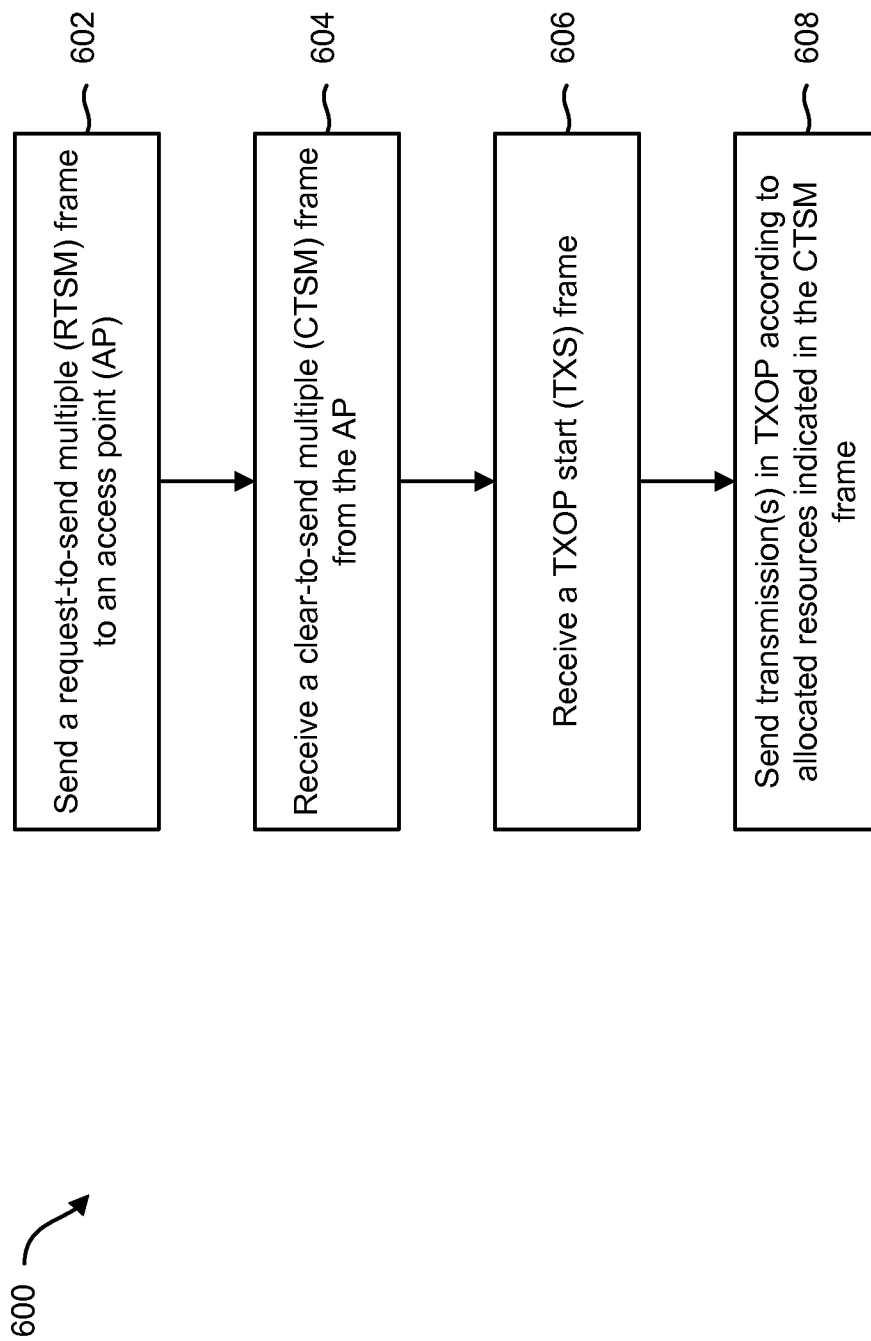 600
Send a request-to-send multiple (RTSM) frame
to an access point (AP)
602
Receive a clear-to-send multiple (CTSM) frame
from the AP
604
Receive a TXOP start (TXS) frame
606
Send transmission(s) in TXOP according to
allocated resources indicated in the CTSM
frame
608